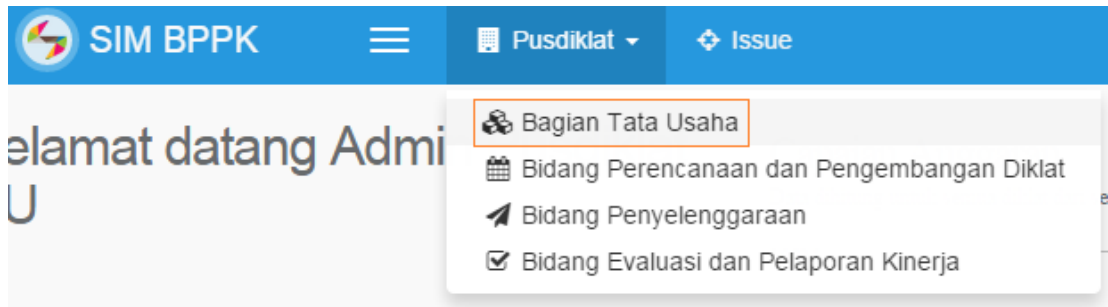 SIM BPPK
Pusdiklat
Issue
elamat datang Admi
U
Bagian Tata Usaha
Bidang Perencanaan dan Pengembangan Diklat
Bidang Penyelenggaraan
Bidang Evaluasi dan Pelaporan Kinerja